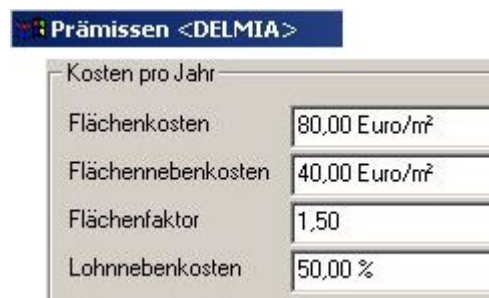 Prämissen <DELMIA>
Kosten pro Jahr
Flächenkosten 80,00 Euro/m²
Flächennebenkosten 40,00 Euro/m²
Flächenfaktor 1,50
Lohnnebenkosten 50,00 %